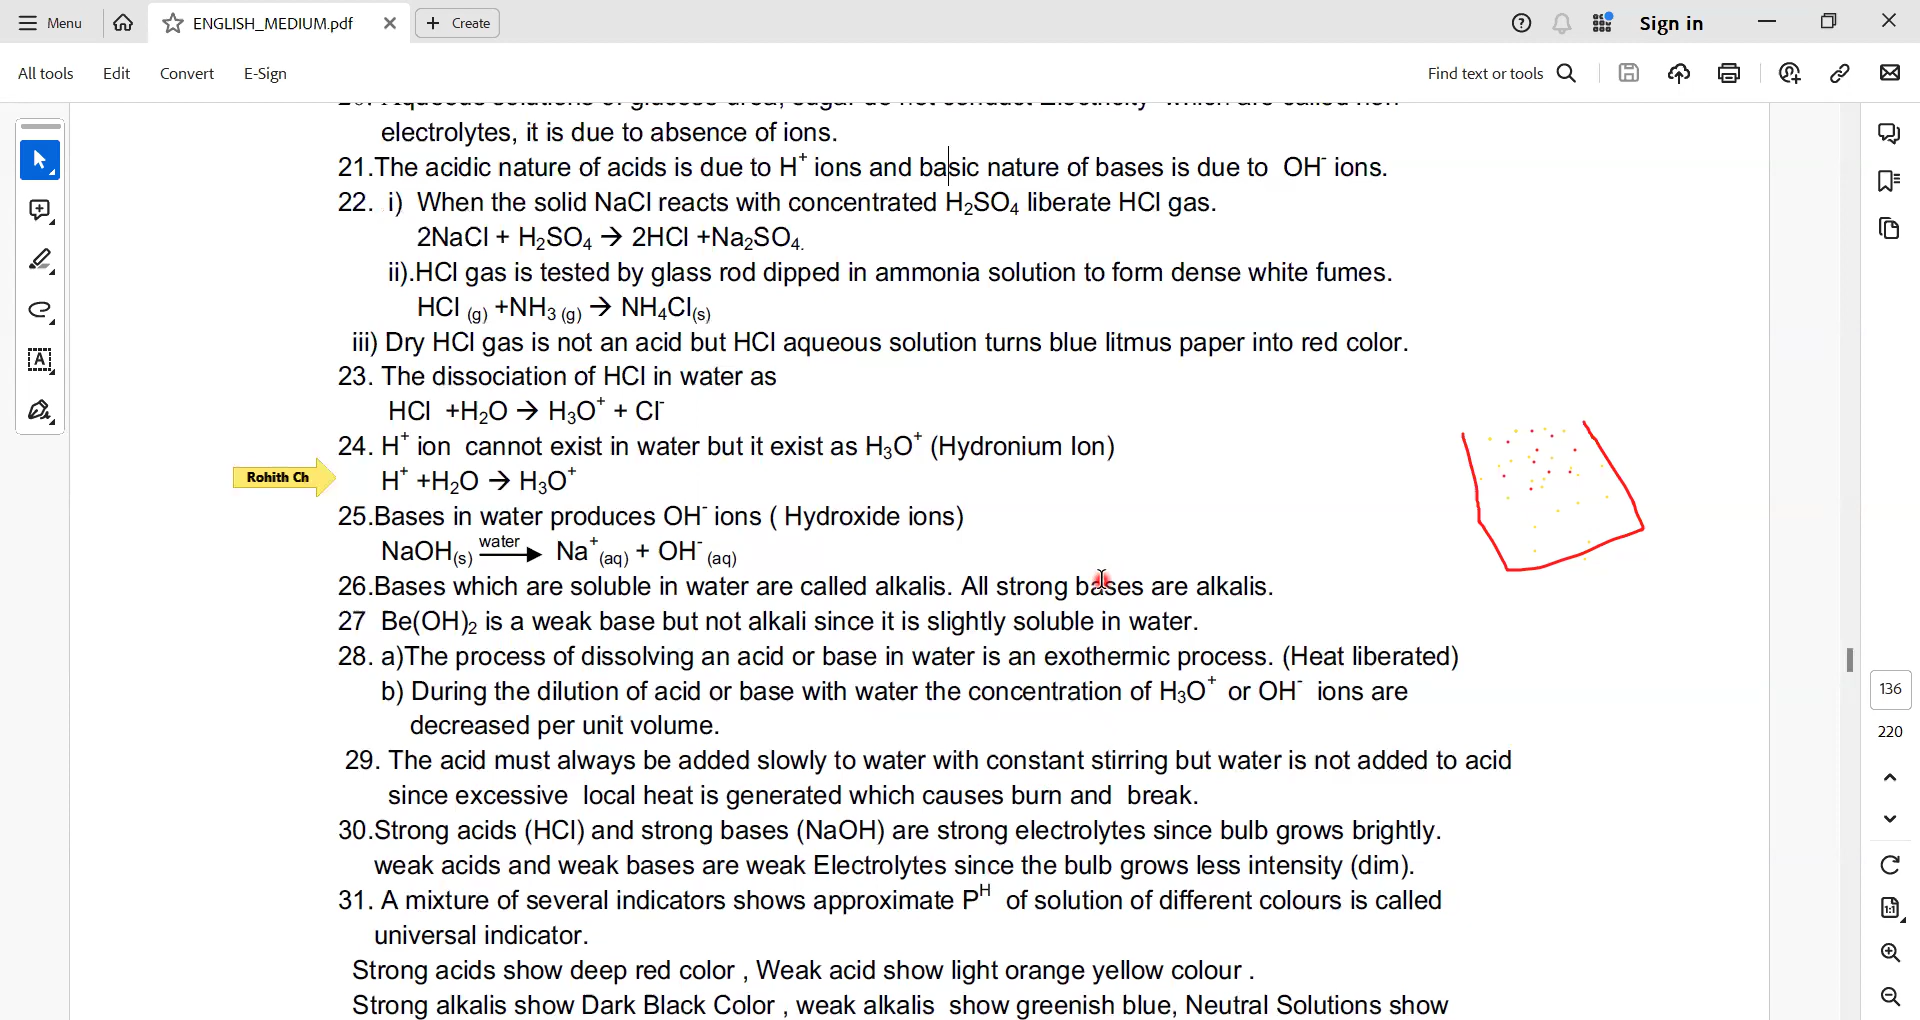 Menu
ENGLISH_MEDIUM.pdf
Create
Sign in
All tools Edit Convert E-Sign
Find text or tools
electrolytes, it is due to absence of ions.
21.The acidic nature of acids is due to H⁺ ions and basic nature of bases is due to OH⁻ ions.
22. i) When the solid NaCl reacts with concentrated H₂SO₄ liberate HCl gas.
2NaCl + H₂SO₄ → 2HCl +Na₂SO₄.
ii).HCl gas is tested by glass rod dipped in ammonia solution to form dense white fumes.
HCl (g) +NH₃ (g) → NH₄Cl(s)
iii) Dry HCl gas is not an acid but HCl aqueous solution turns blue litmus paper into red color.
23. The dissociation of HCl in water as
HCl +H₂O → H₃O⁺ + Cl⁻
24. H⁺ ion cannot exist in water but it exist as H₃O⁺ (Hydronium Ion)
Rohith Ch
H⁺ +H₂O → H₃O⁺
25.Bases in water produces OH⁻ ions ( Hydroxide ions)
NaOH(s) water → Na⁺(aq) + OH⁻ (aq)
26.Bases which are soluble in water are called alkalis. All strong bases are alkalis.
27 Be(OH)₂ is a weak base but not alkali since it is slightly soluble in water.
28. a)The process of dissolving an acid or base in water is an exothermic process. (Heat liberated)
b) During the dilution of acid or base with water the concentration of H₃O⁺ or OH⁻ ions are
decreased per unit volume.
29. The acid must always be added slowly to water with constant stirring but water is not added to acid
since excessive local heat is generated which causes burn and break.
30.Strong acids (HCl) and strong bases (NaOH) are strong electrolytes since bulb grows brightly.
weak acids and weak bases are weak Electrolytes since the bulb grows less intensity (dim).
31. A mixture of several indicators shows approximate Pᴴ of solution of different colours is called
universal indicator.
Strong acids show deep red color , Weak acid show light orange yellow colour .
Strong alkalis show Dark Black Color , weak alkalis show greenish blue, Neutral Solutions show
136
220